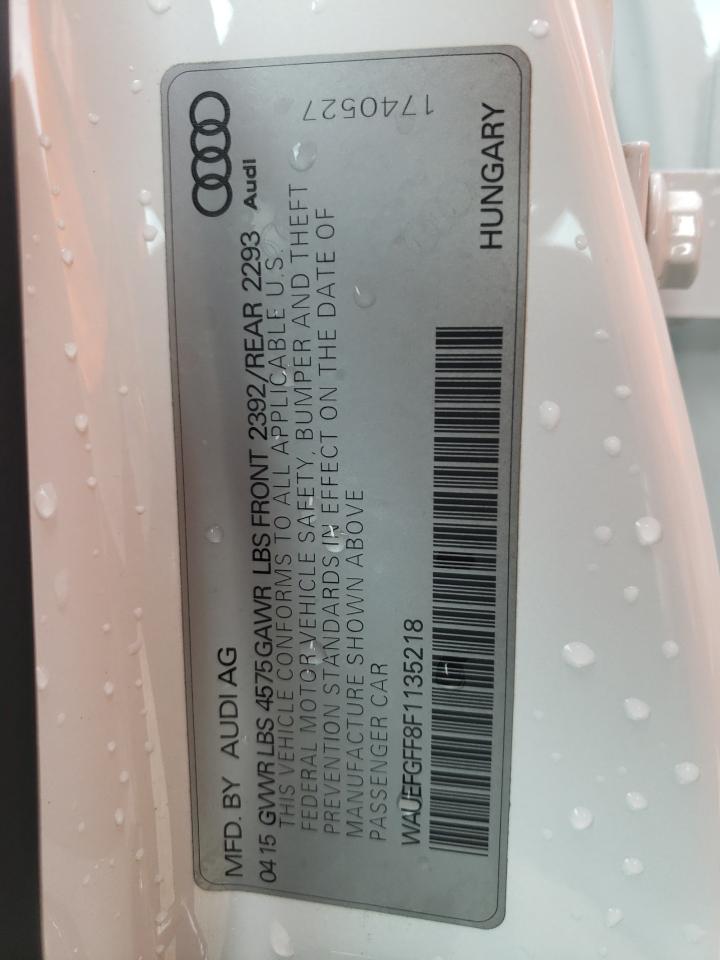 MFD. BY AUDI AG
Audi
04 15 GVWR LBS 4575 GAWR LBS FRONT 2392/REAR 2293
THIS VEHICLE CONFORMS TO ALL APPLICABLE U.S.
FEDERAL MOTOR VEHICLE SAFETY, BUMPER AND THEFT
PREVENTION STANDARDS IN EFFECT ON THE DATE OF
MANUFACTURE SHOWN ABOVE
PASSENGER CAR
1740527
WAUEFGFF8F1135218
HUNGARY